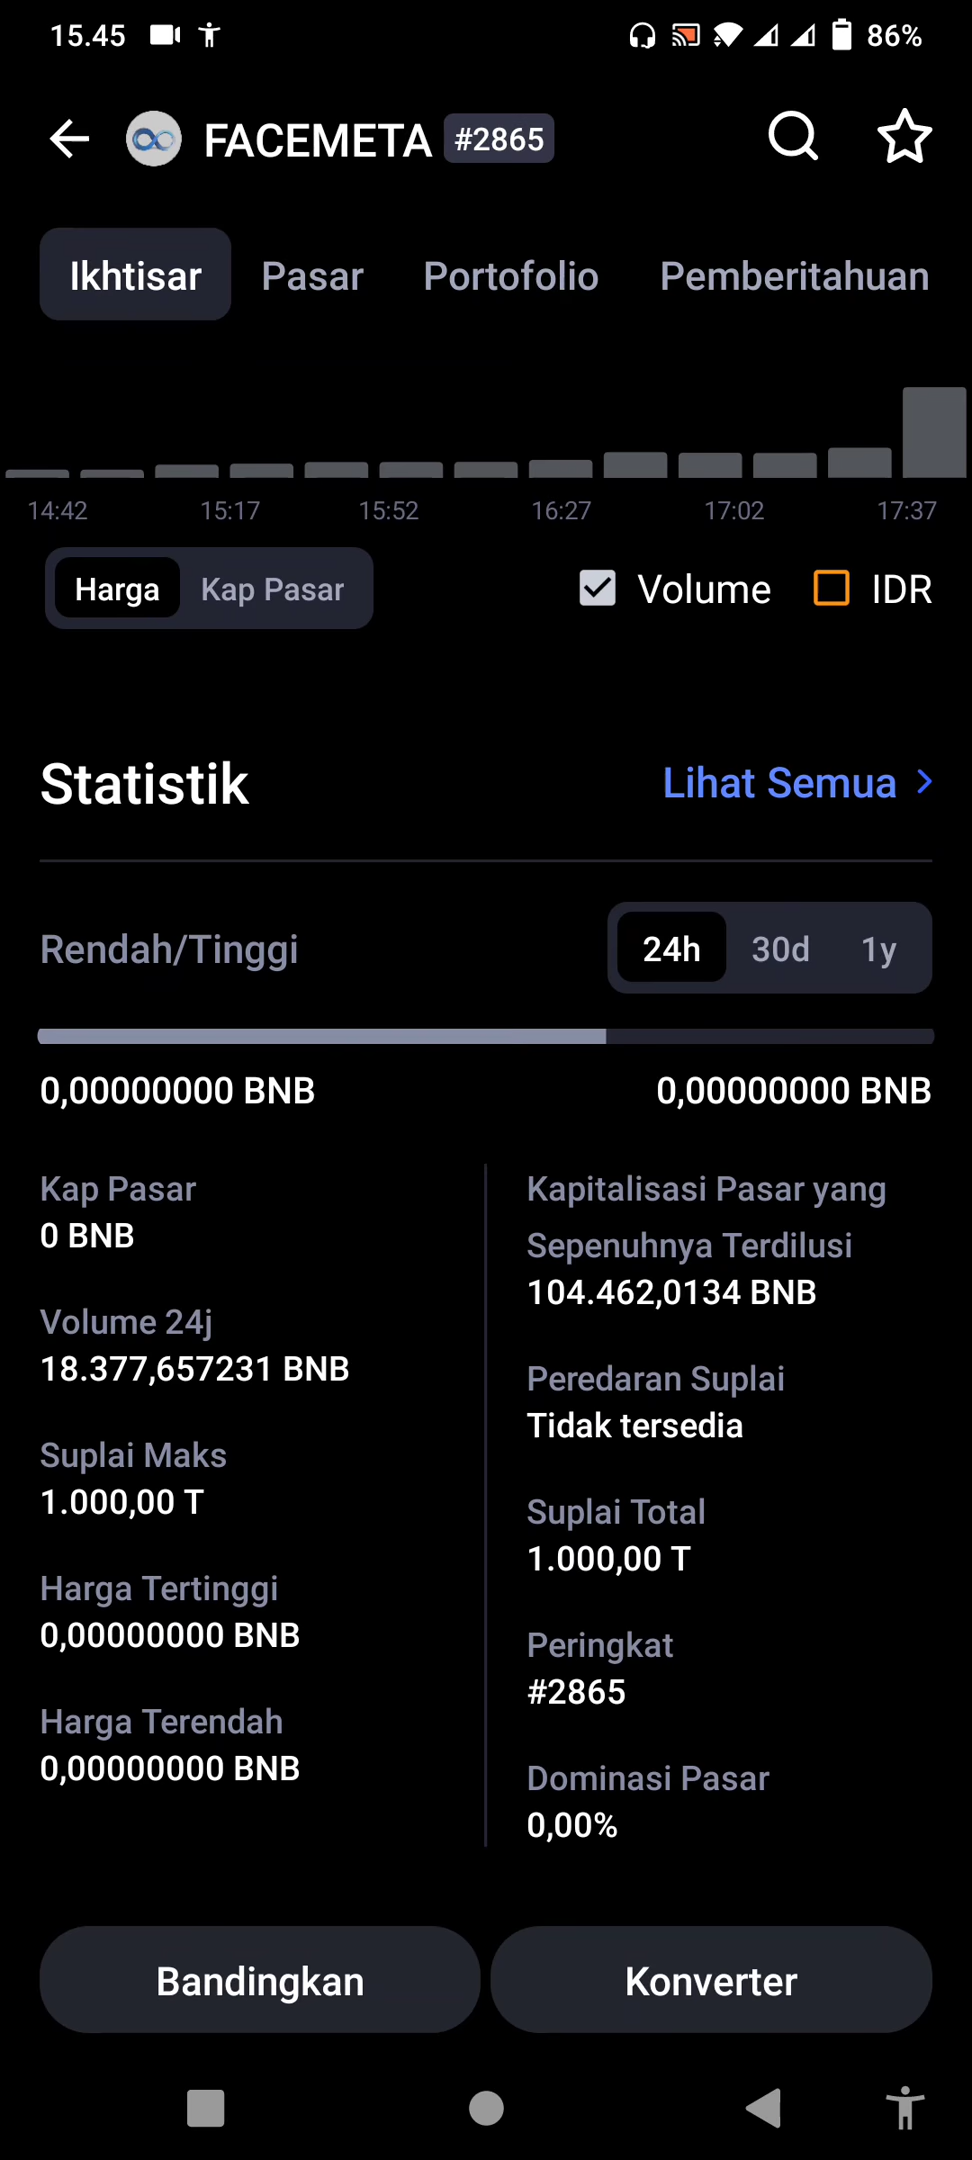 15.45 86%
FACEMETA #2865
Ikhtisar Pasar Portofolio Pemberitahuan
14:42 15:17 15:52 16:27 17:02 17:37
Harga Kap Pasar Volume IDR
Statistik Lihat Semua
Rendah/Tinggi 24h 30d 1y
0,00000000 BNB 0,00000000 BNB
Kap Pasar
0 BNB
Volume 24j
18.377,657231 BNB
Suplai Maks
1.000,00 T
Harga Tertinggi
0,00000000 BNB
Harga Terendah
0,00000000 BNB
Kapitalisasi Pasar yang
Sepenuhnya Terdilusi
104.462,0134 BNB
Peredaran Suplai
Tidak tersedia
Suplai Total
1.000,00 T
Peringkat
#2865
Dominasi Pasar
0,00%
Bandingkan Konverter